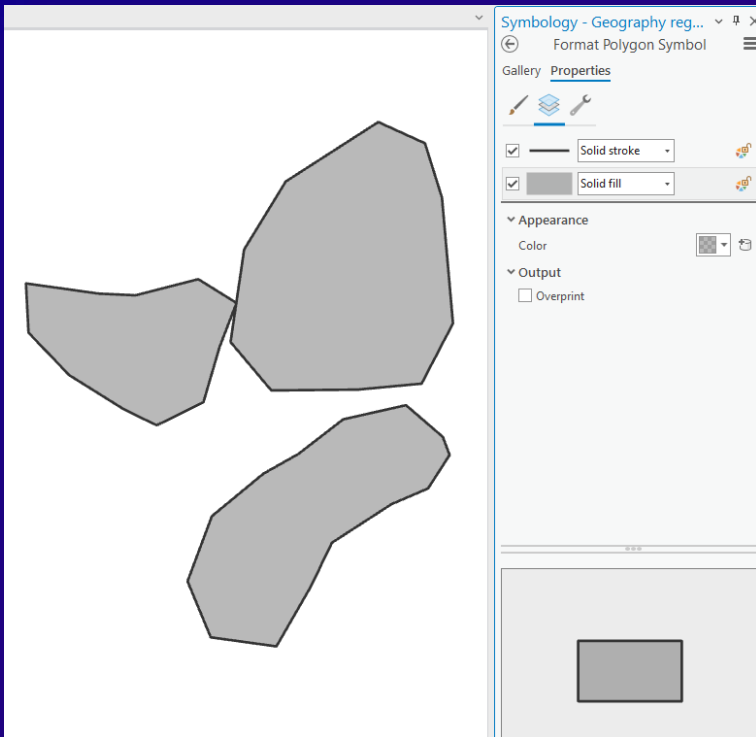 Symbology - Geography reg...
Format Polygon Symbol
Gallery Properties
Solid stroke
Solid fill
Appearance
Color
Output
Overprint